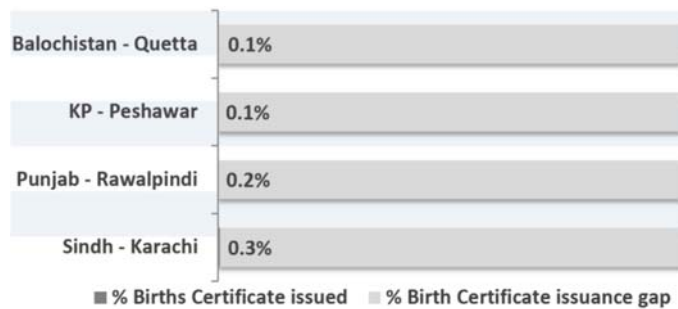 Balochistan - Quetta 0.1%
KP - Peshawar 0.1%
Punjab - Rawalpindi 0.2%
Sindh - Karachi 0.3%
% Births Certificate issued % Birth Certificate issuance gap